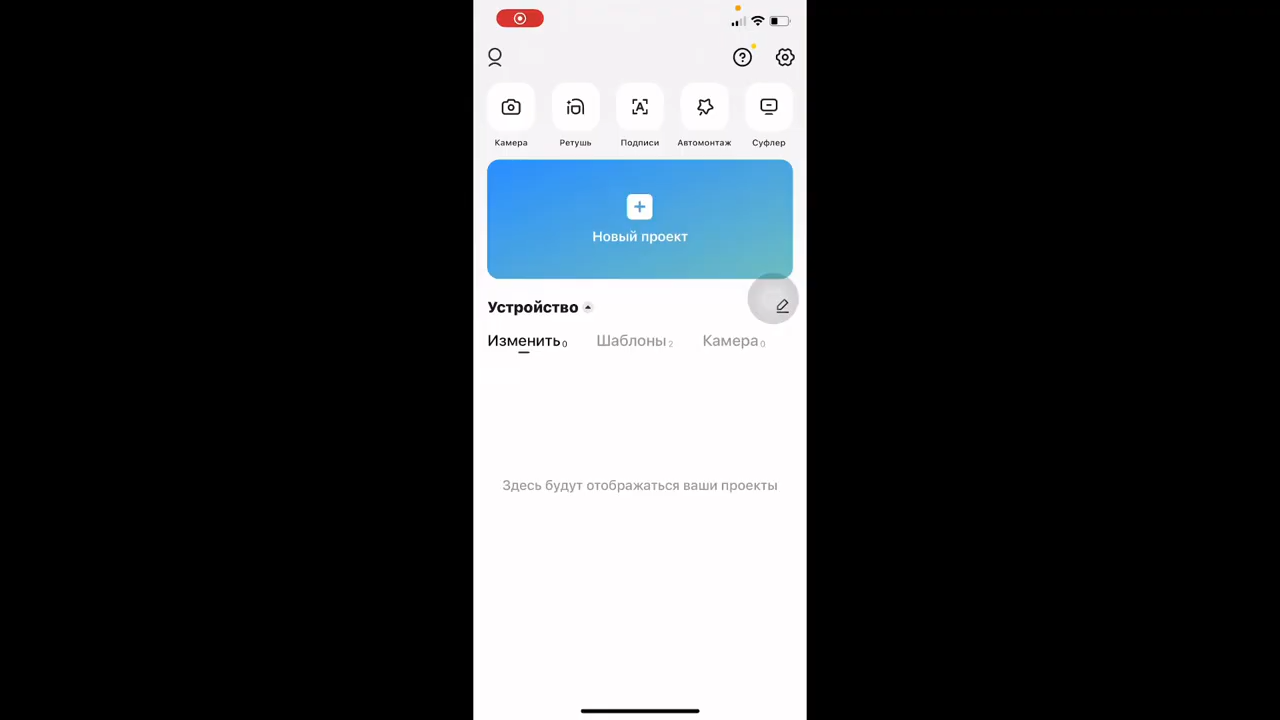 Камера Ретушь Подписи Автомонтаж Суфлер
Новый проект
Устройство
Изменить 0 Шаблоны 2 Камера 0
Здесь будут отображаться ваши проекты